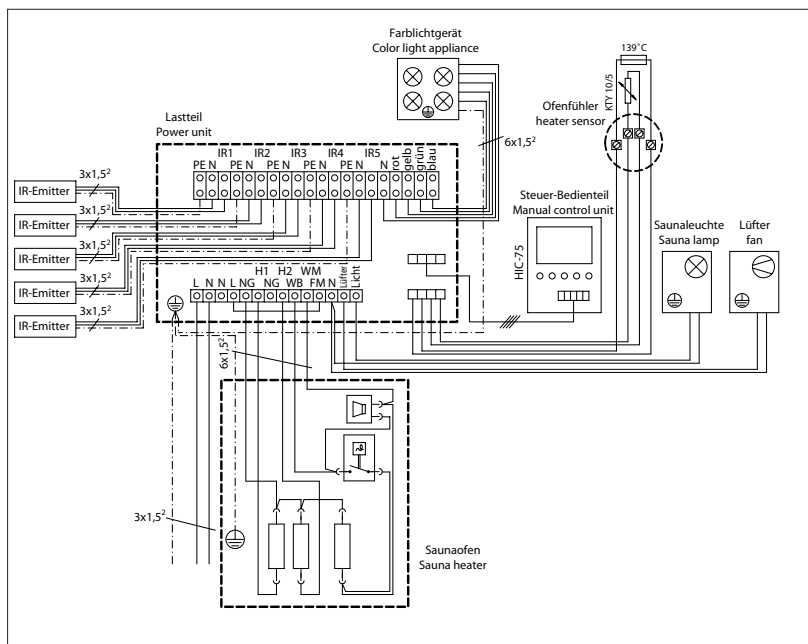 Farblichtgerät
Color light appliance
139°C
KTY 10/5
Ofenfühler
heater sensor
Lastteil
Power unit
6x1,5²
IR1 IR2 IR3 IR4 IR5 rot gelb grün blau
PE N PE N PE N PE N PE N N
3x1,5²
IR-Emitter
3x1,5²
IR-Emitter
3x1,5²
IR-Emitter
3x1,5²
IR-Emitter
3x1,5²
IR-Emitter
Steuer-Bedienteil
Manual control unit
HIC-75
Saunaleuchte
Sauna lamp
Lüfter
fan
H1 H2 WM Lüfter Licht
L N N L NG NG WB FM N
6x1,5²
3x1,5²
Saunaofen
Sauna heater